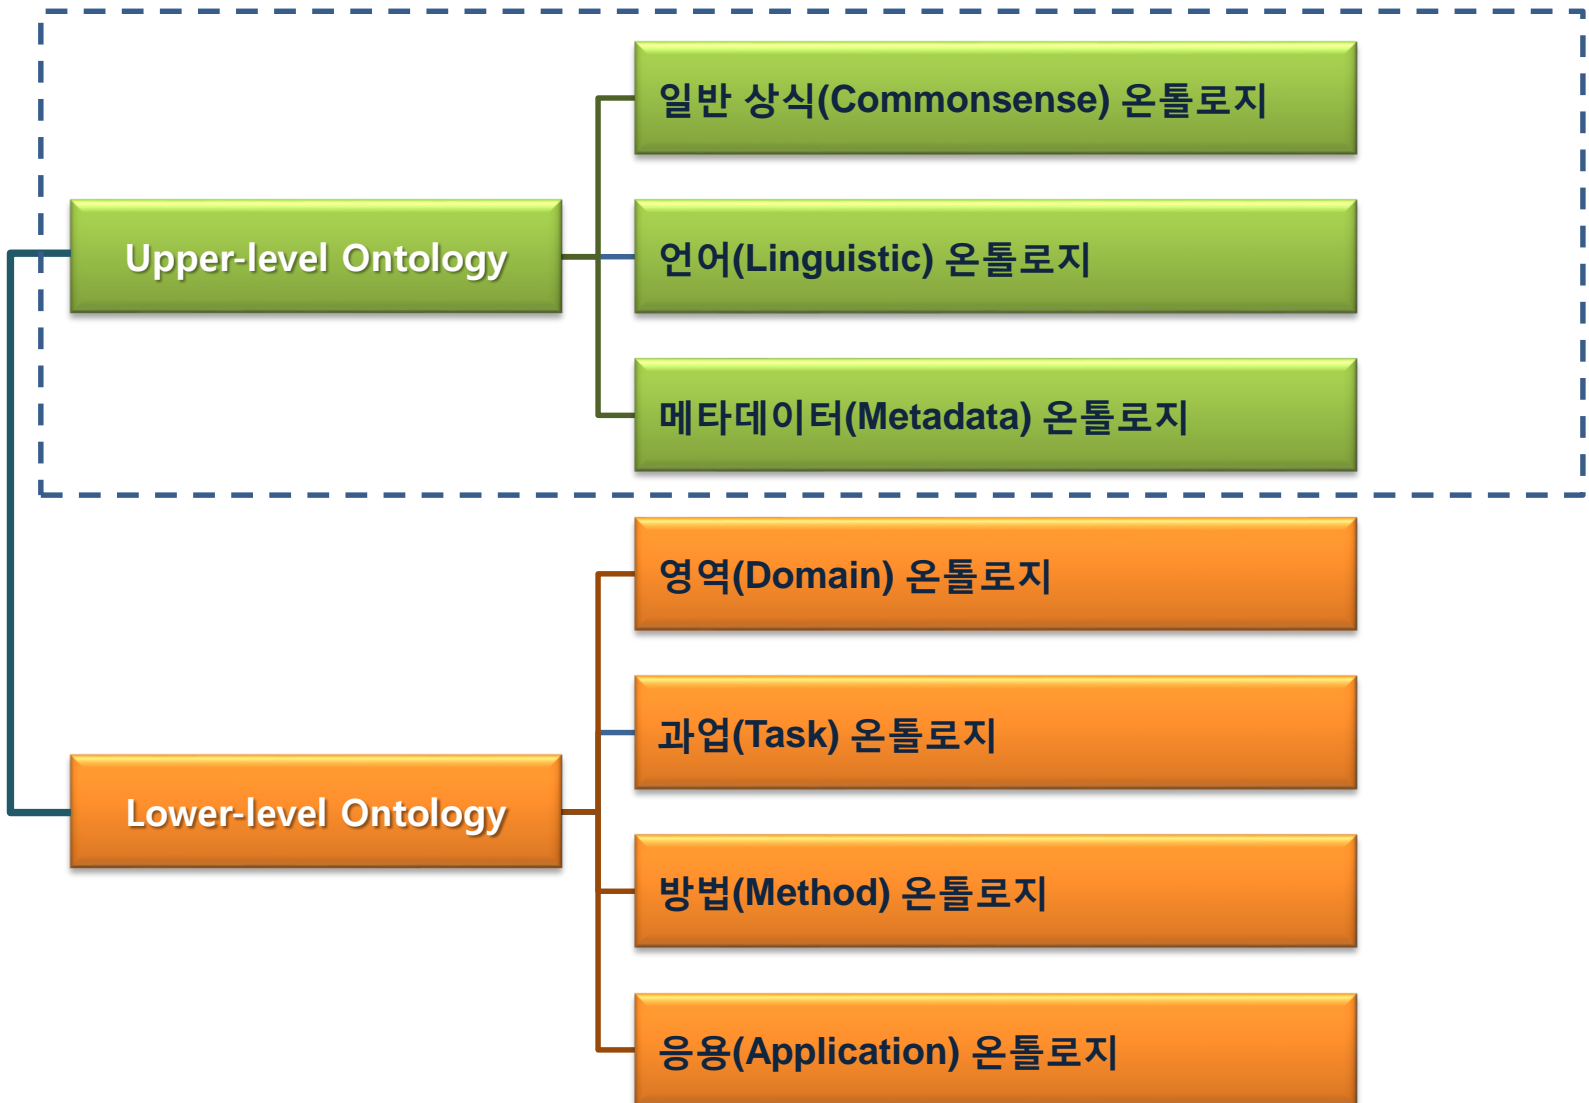 Upper-level Ontology
일반 상식(Commonsense) 온톨로지
언어(Linguistic) 온톨로지
메타데이터(Metadata) 온톨로지
Lower-level Ontology
영역(Domain) 온톨로지
과업(Task) 온톨로지
방법(Method) 온톨로지
응용(Application) 온톨로지